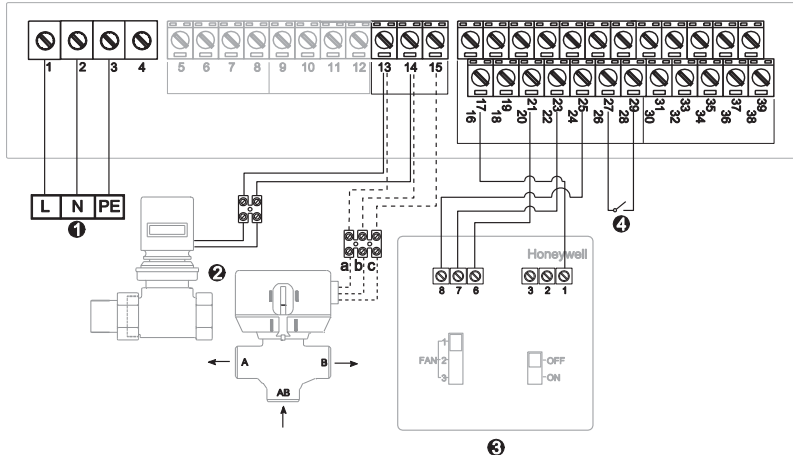 1 2 3 4 5 6 7 8 9 10 11 12 13 14 15
17 19 21 23 25 27 29 31 33 35 37 39
16 18 20 22 24 26 28 30 32 34 36 38
L N PE
1
2
a b c
A B
AB
Honeywell
8 7 6 3 2 1
4
1
FAN 2
3
OFF
ON
3